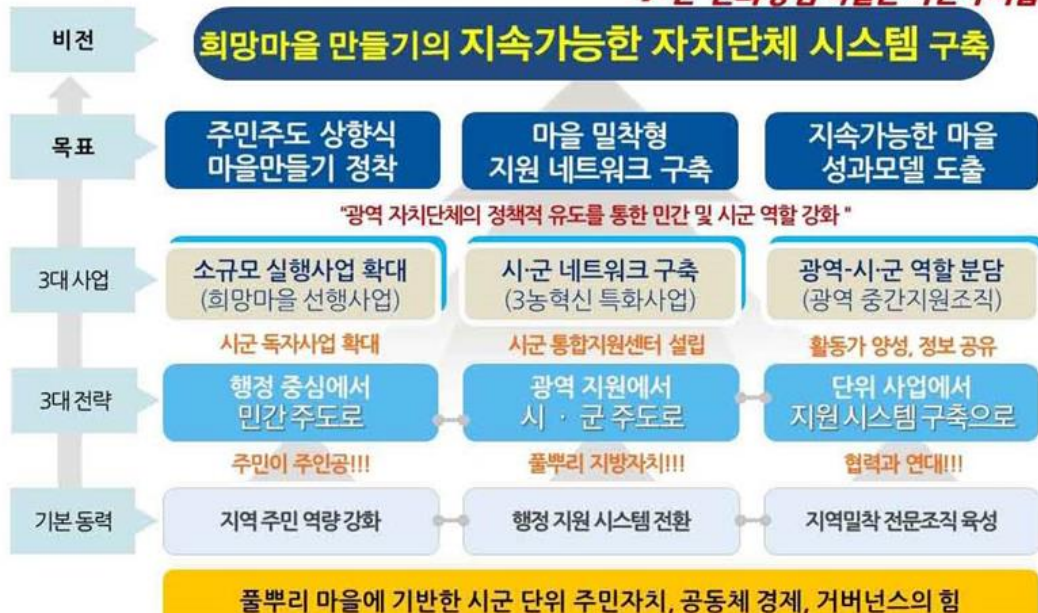 비전
희망마을 만들기의 지속가능한 자치단체 시스템 구축
목표
주민주도 상향식
마을만들기 정착
마을 밀착형
지원 네트워크 구축
지속가능한 마을
성과모델 도출
"광역 자치단체의 정책적 유도를 통한 민간 및 시군 역할 강화 "
3대 사업
소규모 실행사업 확대
(희망마을 선행사업)
시·군 네트워크 구축
(3농혁신 특화사업)
광역-시·군 역할 분담
(광역 중간지원조직)
시군 독자사업 확대
시군 통합지원센터 설립
활동가 양성, 정보 공유
3대 전략
행정 중심에서
민간 주도로
광역 지원에서
시 · 군 주도로
단위 사업에서
지원 시스템 구축으로
주민이 주인공!!!
풀뿌리 지방자치!!!
협력과 연대!!!
기본 동력
지역 주민 역량 강화
행정 지원 시스템 전환
지역밀착 전문조직 육성
풀뿌리 마을에 기반한 시군 단위 주민자치, 공동체 경제, 거버넌스의 힘